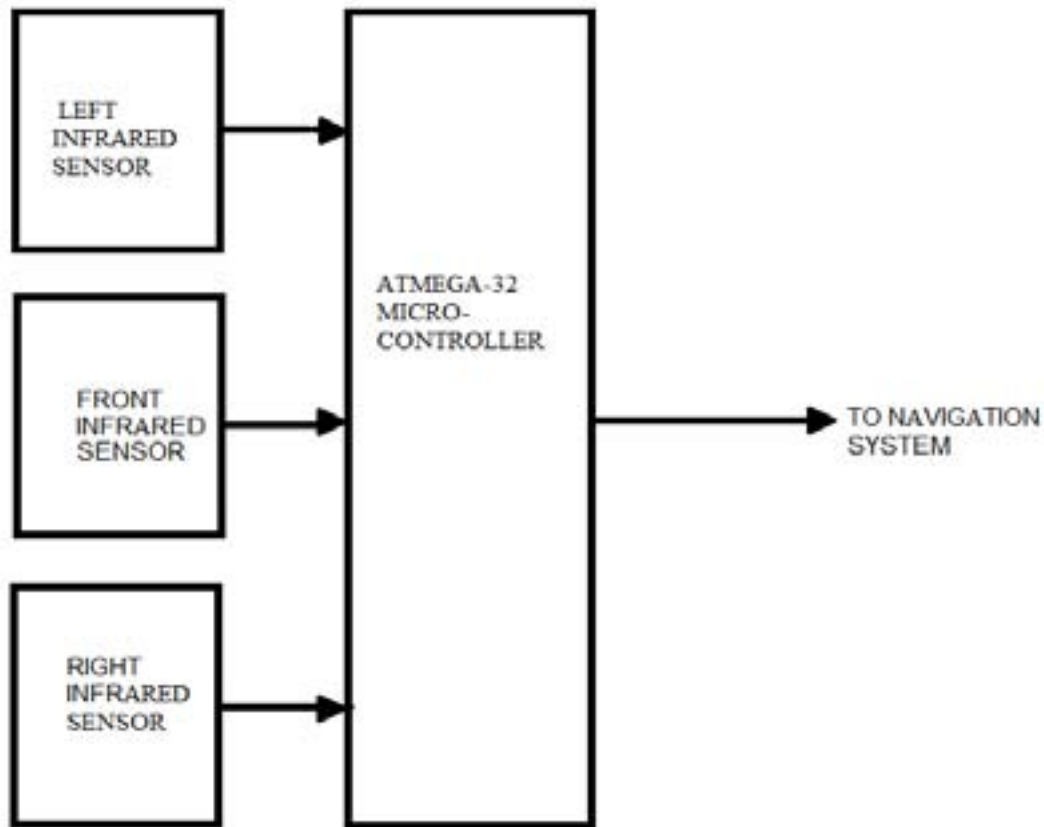 LEFT
INFRARED
SENSOR
FRONT
INFRARED
SENSOR
RIGHT
INFRARED
SENSOR
ATMEGA-32
MICRO-
CONTROLLER
TO NAVIGATION
SYSTEM